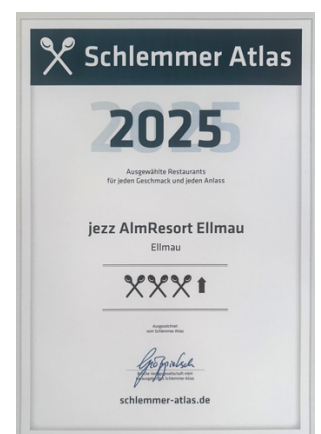 Schlemmer Atlas
2025
Ausgewählte Restaurants
für jeden Geschmack und jeden Anlass
jezz AlmResort Ellmau
Ellmau
Ausgezeichnet
vom Schlemmer Atlas
schlemmer-atlas.de